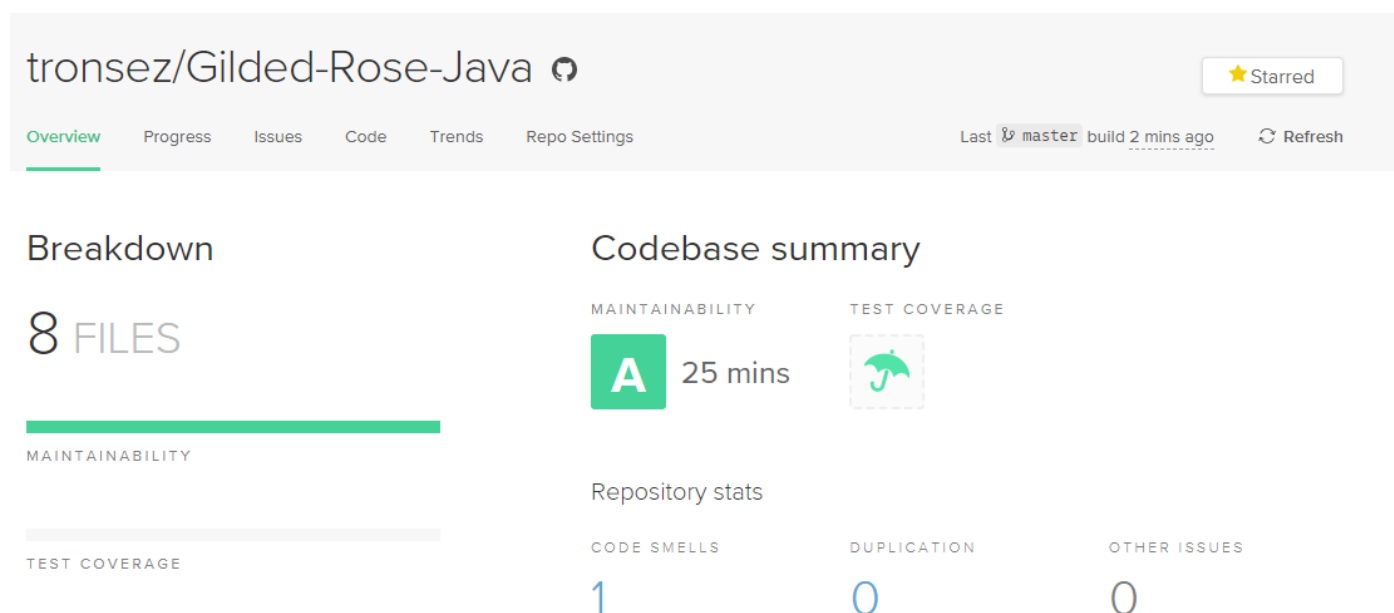 tronsez/Gilded-Rose-Java
Starred
Overview Progress Issues Code Trends Repo Settings
Last master build 2 mins ago Refresh
Breakdown
8 FILES
MAINTAINABILITY
TEST COVERAGE
Codebase summary
MAINTAINABILITY TEST COVERAGE
A 25 mins
Repository stats
CODE SMELLS DUPLICATION OTHER ISSUES
1 0 0